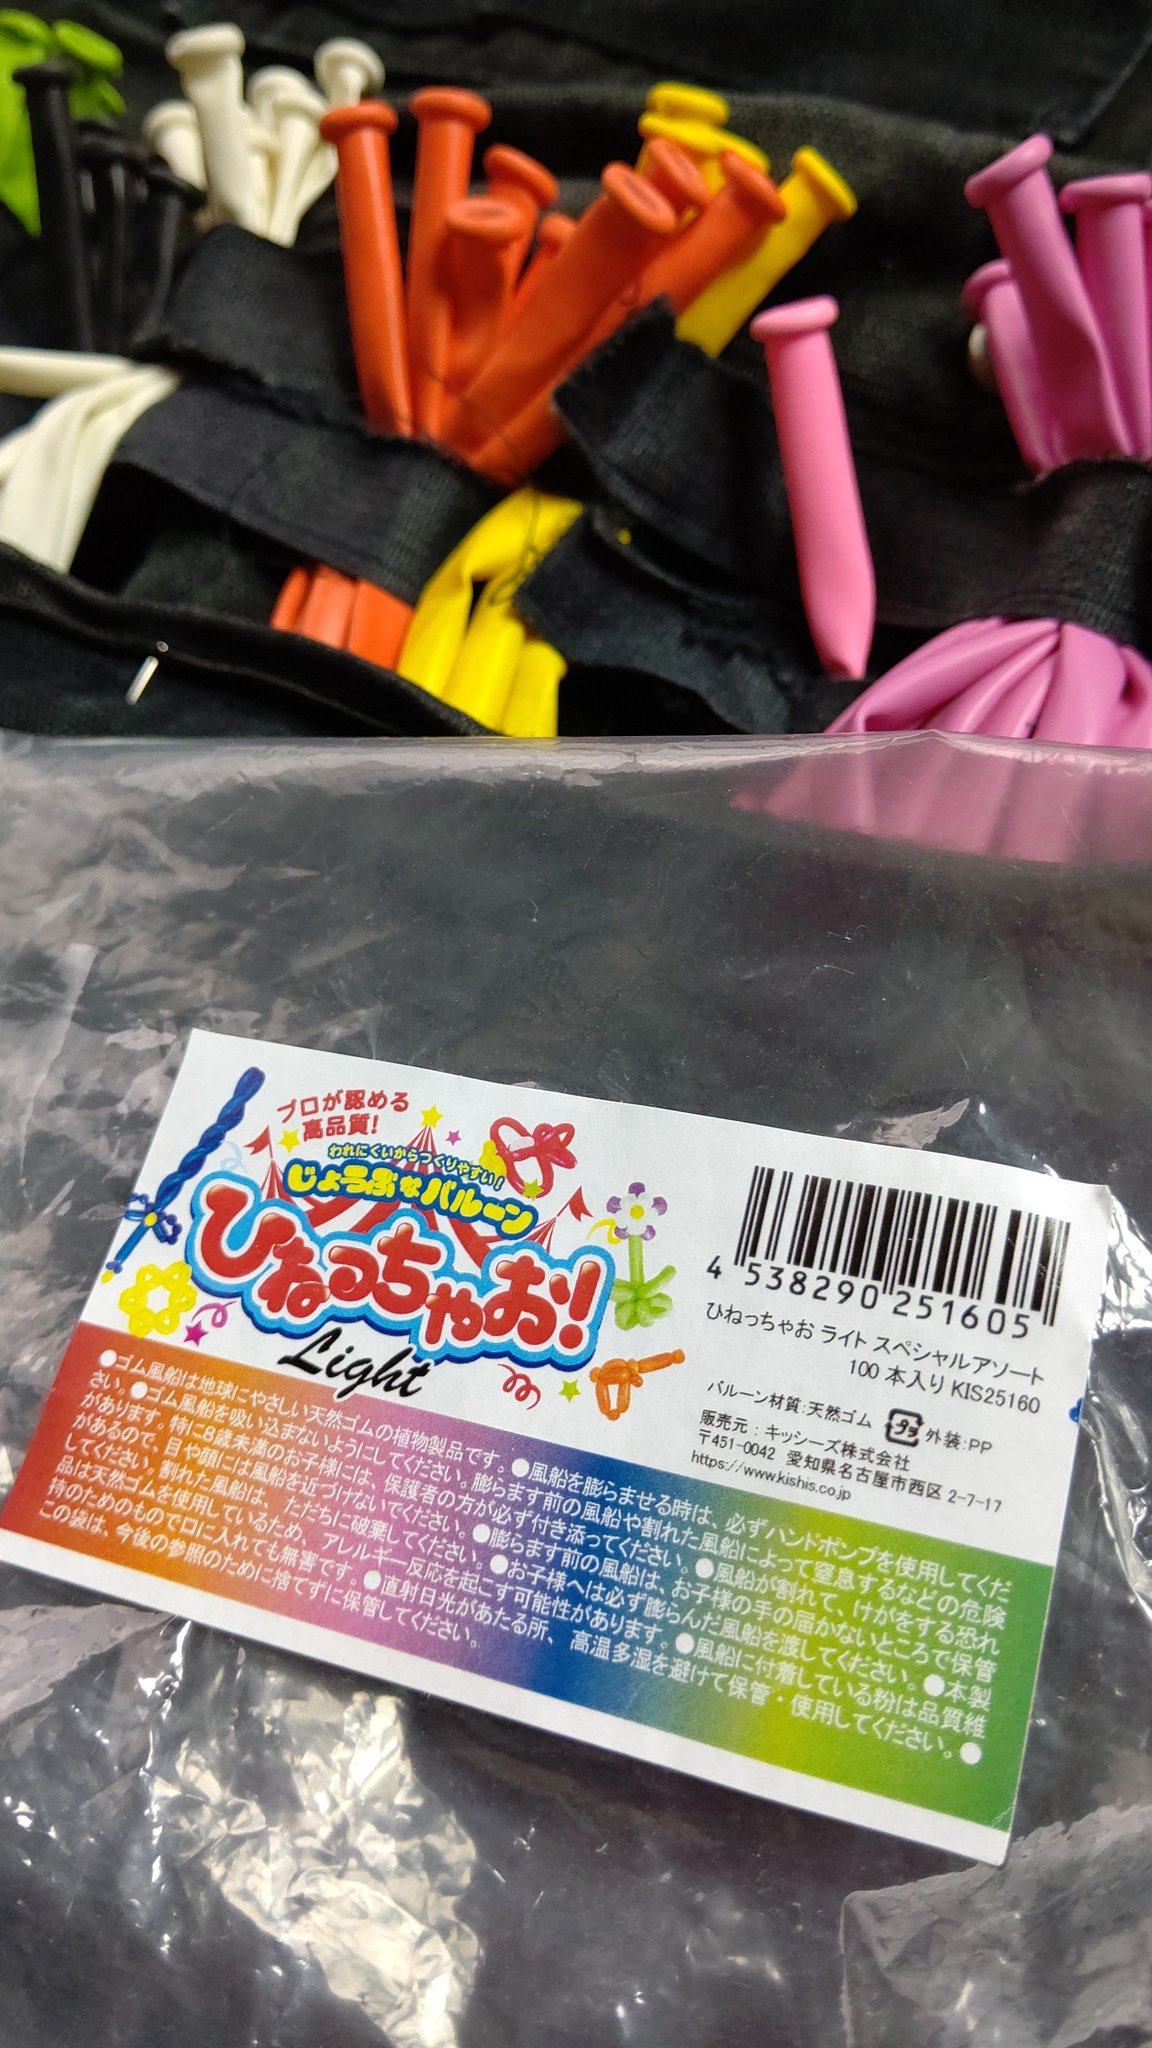 プロが認める
高品質!
われにくいからつくりやすい!
じょうぶなバルーン
ひねっちゃお!
Light
4 538290 251605
ひねっちゃお ライト スペシャルアソート
100 本入り KIS25160
バルーン材質:天然ゴム プラ 外装:PP
販売元:キッシーズ株式会社
〒451-0042 愛知県名古屋市西区 2-7-17
https://www.kishis.co.jp
●ゴム風船は地球にやさしい天然ゴムの植物製品です。●風船を膨らませる時は、必ずハンドポンプを使用してくだ
さい。●ゴム風船を吸い込まないようにしてください。膨らます前の風船や割れた風船によって窒息するなどの危険
があります。特に8歳未満のお子様には、保護者の方が必ず付き添ってください。●風船が割れて、けがをする恐れ
があるので、目や顔には風船を近づけないでください。●膨らます前の風船は、お子様の手の届かないところで保管
してください、割れた風船は、ただちに破棄してください。●お子様へは必ず膨らんだ風船を渡してください。●本製
品は天然ゴムを使用しているため、アレルギー反応を起こす可能性があります。●風船に付着している粉は品質維
持のためのもので口に入れても無害です。●直射日光があたる所、高温多湿を避けて保管・使用してください。●
この袋は、今後の参照のために捨てずに保管してください。